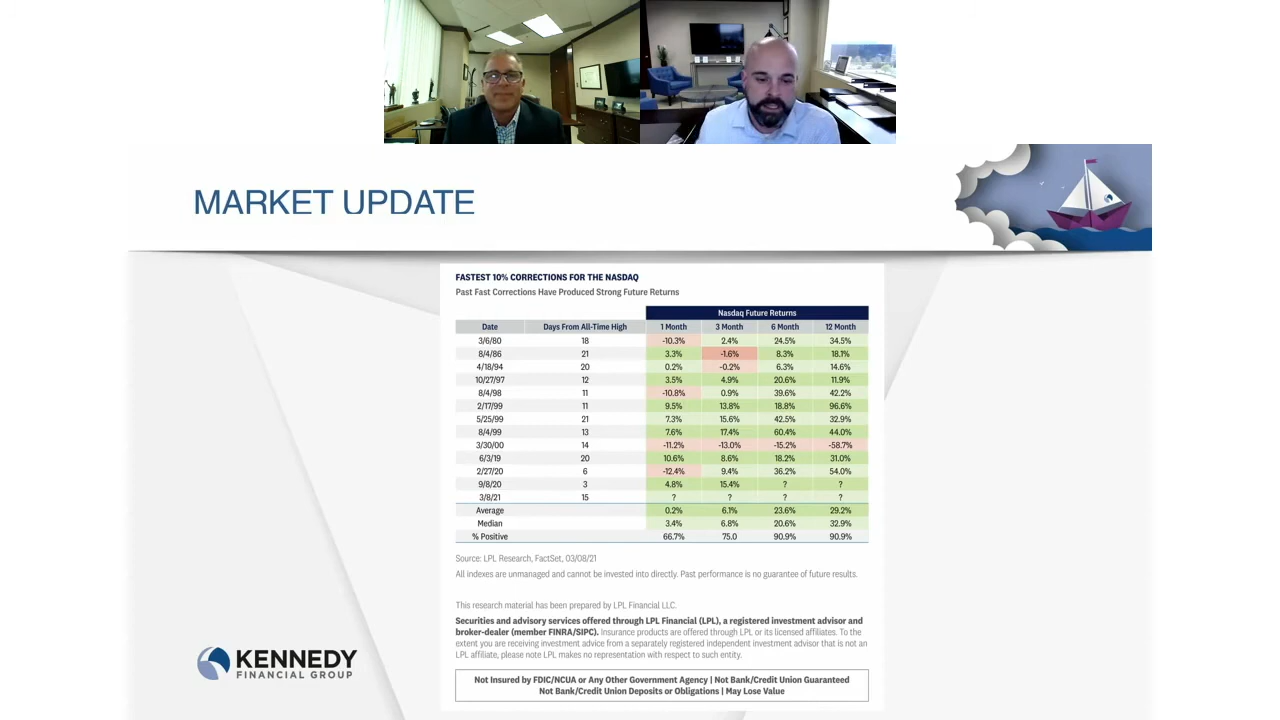 MARKET UPDATE
FASTEST 10% CORRECTIONS FOR THE NASDAQ
Past Fast Corrections Have Produced Strong Future Returns
Nasdaq Future Returns
Date Days From All-Time High 1 Month 3 Month 6 Month 12 Month
3/6/80 18 -10.3% 2.4% 24.5% 34.5%
8/4/86 21 3.3% -1.6% 8.3% 18.1%
4/18/94 20 0.2% -0.2% 6.3% 14.6%
10/27/97 12 3.5% 4.9% 20.6% 11.9%
8/4/98 11 -10.8% 0.9% 39.6% 42.2%
2/17/99 11 9.5% 13.8% 18.8% 96.6%
5/25/99 21 7.3% 15.6% 42.5% 32.9%
8/4/99 13 7.6% 17.4% 60.4% 44.0%
3/30/00 14 -11.2% -13.0% -15.2% -58.7%
6/3/19 20 10.6% 8.6% 18.2% 31.0%
2/27/20 6 -12.4% 9.4% 36.2% 54.0%
9/8/20 3 4.8% 15.4% ? ?
3/8/21 15 ? ? ? ?
Average 0.2% 6.1% 23.6% 29.2%
Median 3.4% 6.8% 20.6% 32.9%
% Positive 66.7% 75.0 90.9% 90.9%
Source: LPL Research, FactSet, 03/08/21
All indexes are unmanaged and cannot be invested into directly. Past performance is no guarantee of future results.
This research material has been prepared by LPL Financial LLC.
Securities and advisory services offered through LPL Financial (LPL), a registered investment advisor and
broker-dealer (member FINRA/SIPC). Insurance products are offered through LPL or its licensed affiliates. To the
extent you are receiving investment advice from a separately registered independent investment advisor that is not an
LPL affiliate, please note LPL makes no representation with respect to such entity.
Not Insured by FDIC/NCUA or Any Other Government Agency | Not Bank/Credit Union Guaranteed
Not Bank/Credit Union Deposits or Obligations | May Lose Value
KENNEDY
FINANCIAL GROUP